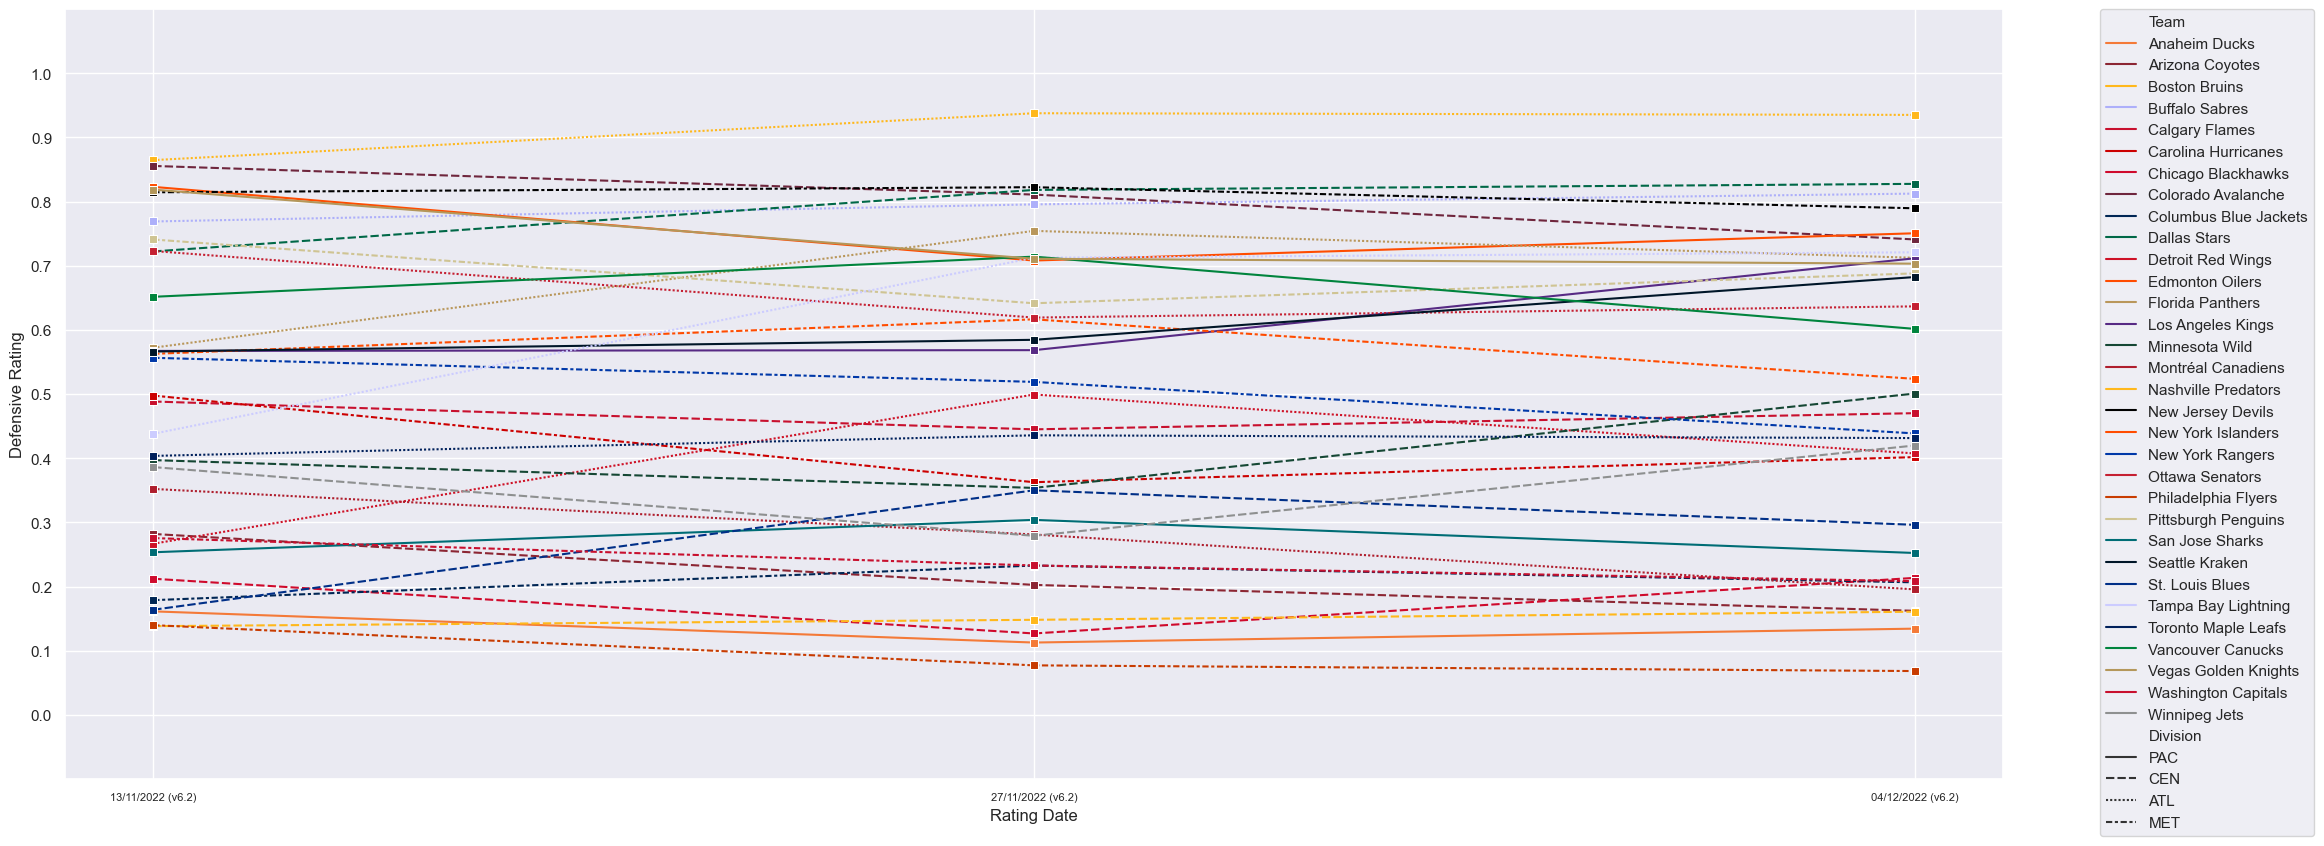 Defensive Rating
1.0
0.9
0.8
0.7
0.6
0.5
0.4
0.3
0.2
0.1
0.0
13/11/2022 (v6.2)
27/11/2022 (v6.2)
04/12/2022 (v6.2)
Rating Date
Team
Anaheim Ducks
Arizona Coyotes
Boston Bruins
Buffalo Sabres
Calgary Flames
Carolina Hurricanes
Chicago Blackhawks
Colorado Avalanche
Columbus Blue Jackets
Dallas Stars
Detroit Red Wings
Edmonton Oilers
Florida Panthers
Los Angeles Kings
Minnesota Wild
Montréal Canadiens
Nashville Predators
New Jersey Devils
New York Islanders
New York Rangers
Ottawa Senators
Philadelphia Flyers
Pittsburgh Penguins
San Jose Sharks
Seattle Kraken
St. Louis Blues
Tampa Bay Lightning
Toronto Maple Leafs
Vancouver Canucks
Vegas Golden Knights
Washington Capitals
Winnipeg Jets
Division
PAC
CEN
ATL
MET